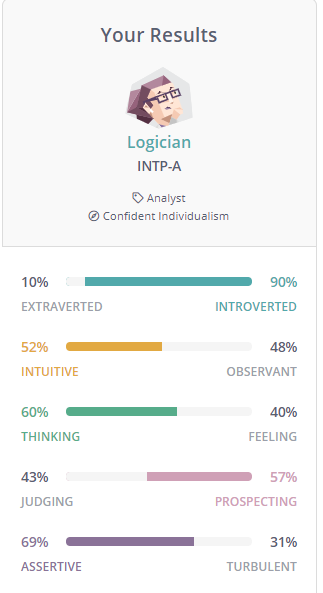 Your Results
Logician
INTP-A
Analyst
Confident Individualism
10% 90%
EXTRAVERTED INTROVERTED
52% 48%
INTUITIVE OBSERVANT
60% 40%
THINKING FEELING
43% 57%
JUDGING PROSPECTING
69% 31%
ASSERTIVE TURBULENT